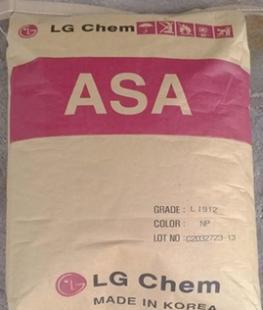 LG Chem
ASA
GRADE : LI912
COLOR : NP
LOT NO : C2032723-13
LG Chem
MADE IN KOREA